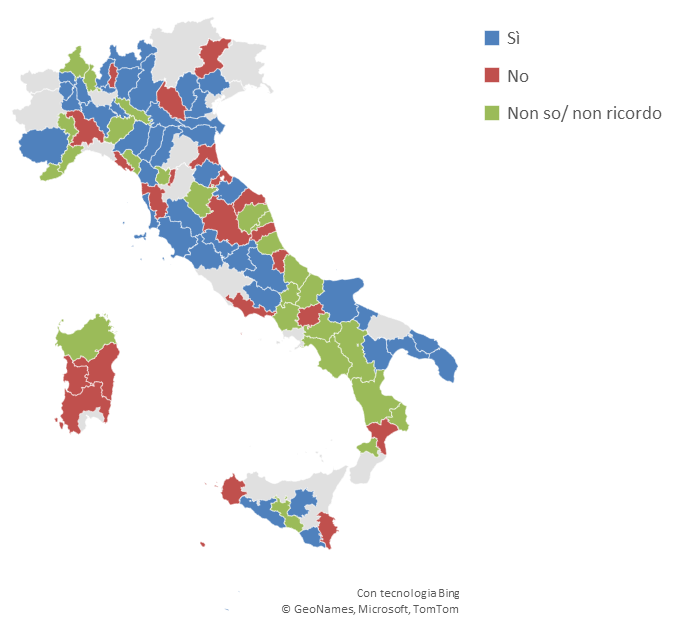 Sì
No
Non so/ non ricordo
Con tecnologia Bing
© GeoNames, Microsoft, TomTom